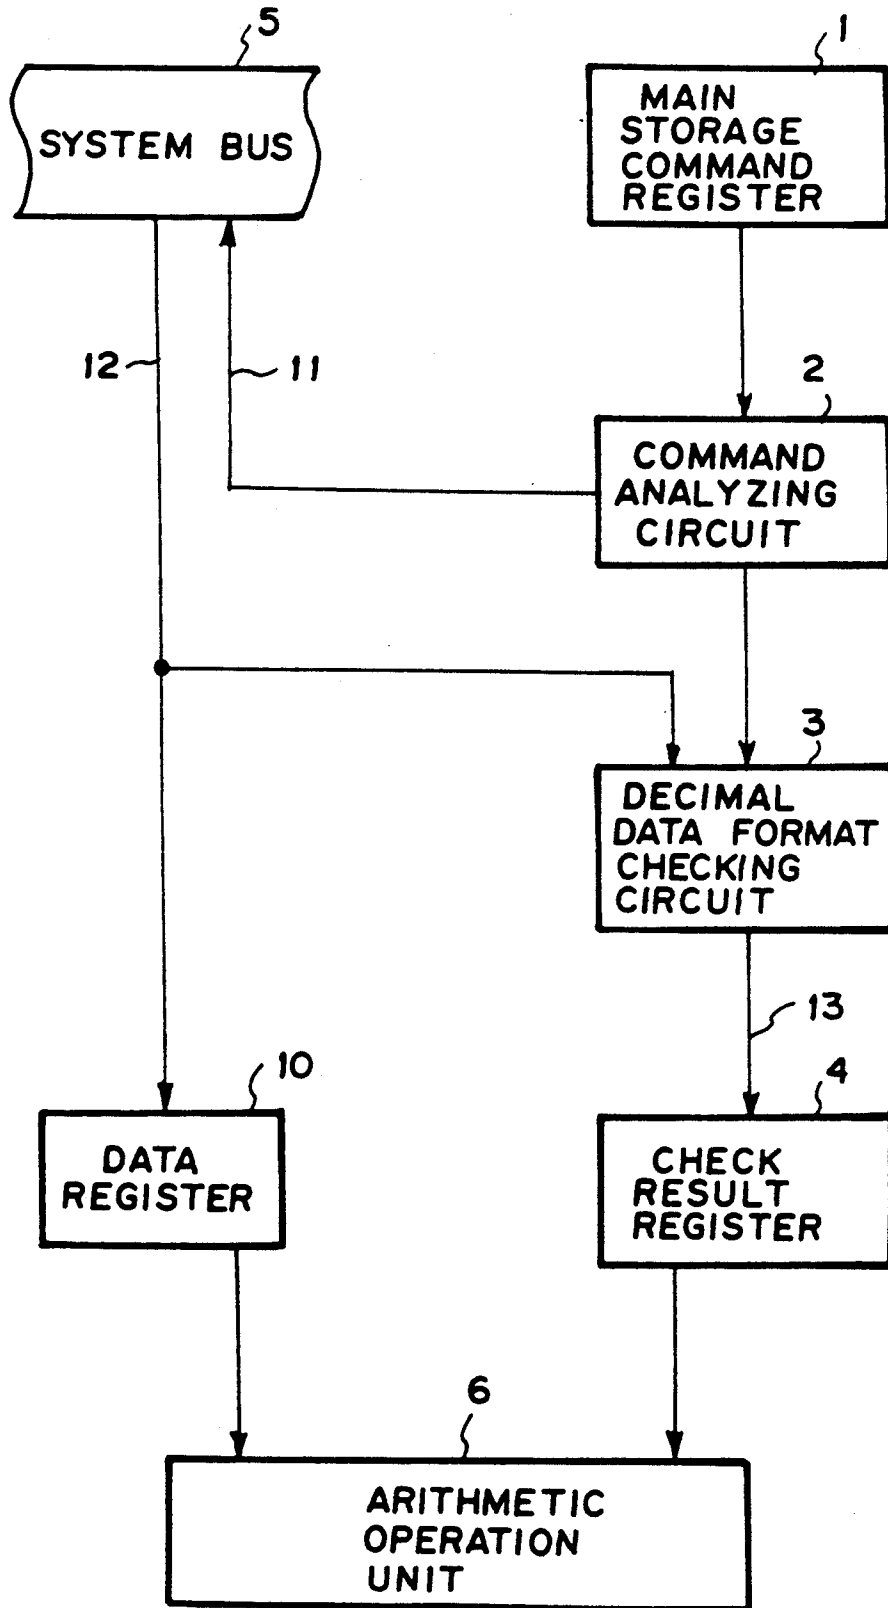 5
1
SYSTEM BUS
MAIN
STORAGE
COMMAND
REGISTER
12
11
2
COMMAND
ANALYZING
CIRCUIT
3
DECIMAL
DATA FORMAT
CHECKING
CIRCUIT
13
10
4
DATA
REGISTER
CHECK
RESULT
REGISTER
6
ARITHMETIC
OPERATION
UNIT